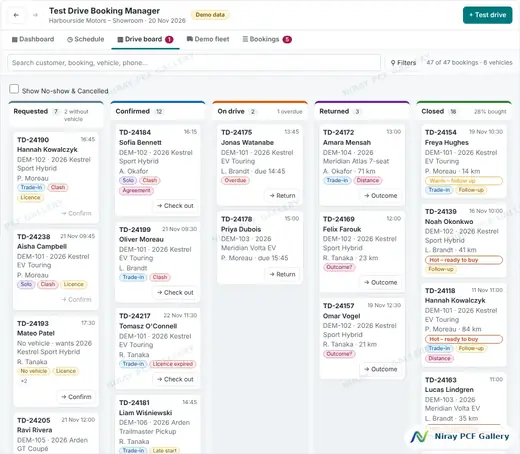 Test Drive Booking Manager
Harbourside Motors – Showroom · 20 Nov 2026
Demo data
+ Test drive
Dashboard
Schedule
Drive board 1
Demo fleet
Bookings 5
Search customer, booking, vehicle, phone...
Filters
47 of 47 bookings · 6 vehicles
Show No-show & Cancelled
Requested 7 2 without vehicle
TD-24190 16:45
Hannah Kowalczyk
DEM-102 · 2026 Kestrel
Sport Hybrid
P. Moreau
Trade-in Clash
Licence
→ Confirm
TD-24238 21 Nov 09:45
Aisha Campbell
DEM-101 · 2026 Kestrel
EV Touring
P. Moreau
Solo Clash Licence
→ Confirm
TD-24193 17:30
Mateo Patel
No vehicle · wants 2026
Kestrel Sport Hybrid
R. Tanaka
No vehicle Licence
+2
→ Confirm
TD-24205 21 Nov 12:00
Ravi Rivera
DEM-105 · 2026 Arden
GT Coupé
Confirmed 12
TD-24184 16:15
Sofia Bennett
DEM-102 · 2026 Kestrel
Sport Hybrid
A. Okafor
Solo Clash
Agreement
→ Check out
TD-24199 21 Nov 09:00
Oliver Moreau
DEM-101 · 2026 Kestrel
EV Touring
L. Brandt
Trade-in Clash
→ Check out
TD-24217 22 Nov 11:30
Tomasz O'Connell
DEM-101 · 2026 Kestrel
EV Touring
R. Tanaka
Trade-in Licence expired
→ Check out
TD-24181 14:45
Liam Wiśniewski
DEM-106 · 2026 Arden
Trailmaster Pickup
R. Tanaka
Trade-in Late start
On drive 2 1 overdue
TD-24175 13:45
Jonas Watanabe
DEM-101 · 2026 Kestrel
EV Touring
L. Brandt · due 14:45
Overdue
→ Return
TD-24178 15:00
Priya Dubois
DEM-103 · 2026
Meridian Volta EV
P. Moreau · due 15:45
→ Return
Returned 3
TD-24172 13:00
Amara Mensah
DEM-104 · 2026
Meridian Atlas 7-seat
A. Okafor · 71 km
Trade-in Distance
→ Outcome
TD-24169 12:00
Felix Farouk
DEM-102 · 2026 Kestrel
Sport Hybrid
R. Tanaka · 23 km
Outcome?
→ Outcome
TD-24157 19 Nov 12:30
Omar Vogel
DEM-102 · 2026 Kestrel
Sport Hybrid
R. Tanaka · 21 km
Outcome?
→ Outcome
Closed 18 28% bought
TD-24154 19 Nov 10:30
Freya Hughes
DEM-101 · 2026 Kestrel
EV Touring
P. Moreau · 14 km
Warm – follow up
Trade-in Follow-up
TD-24139 16 Nov 10:00
Noah Okonkwo
DEM-102 · 2026 Kestrel
Sport Hybrid
L. Brandt · 41 km
Hot – ready to buy
Follow-up
TD-24118 11 Nov 11:00
Hannah Kowalczyk
DEM-101 · 2026 Kestrel
EV Touring
P. Moreau · 84 km
Hot – ready to buy
Trade-in Follow-up
Distance
TD-24163 11:00
Lucas Lindgren
DEM-103 · 2026
Meridian Volta EV
L. Brandt · 35 km
Niray PCF Gallery